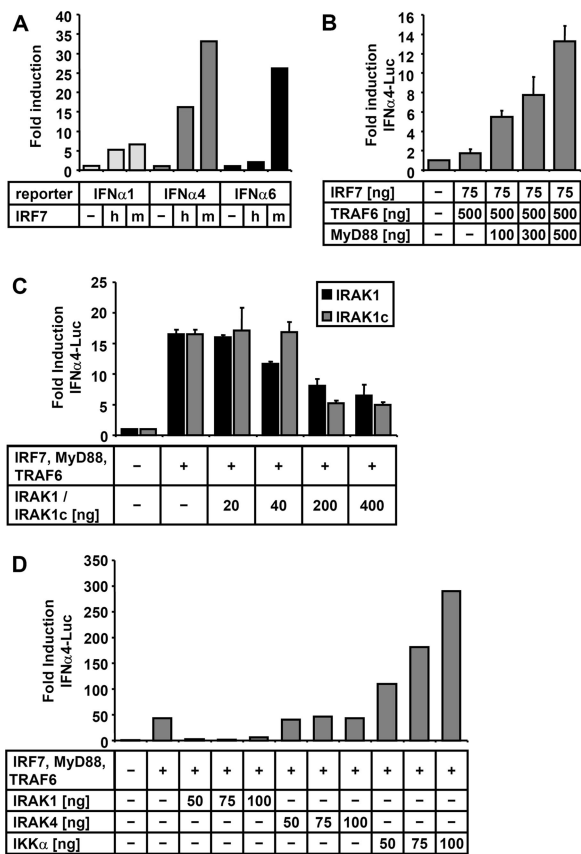 A
Fold induction
40
35
30
25
20
15
10
5
0
reporter IFNα1 IFNα4 IFNα6
IRF7 – h m – h m – h m
B
Fold induction
IFNα4-Luc
16
14
12
10
8
6
4
2
0
IRF7 [ng] – 75 75 75 75
TRAF6 [ng] – 500 500 500 500
MyD88 [ng] – – 100 300 500
C
Fold Induction
IFNα4-Luc
25
20
15
10
5
0
IRAK1
IRAK1c
IRF7, MyD88, TRAF6 – + + + + +
IRAK1 /
IRAK1c [ng] – – 20 40 200 400
D
Fold Induction
IFNα4-Luc
350
300
250
200
150
100
50
0
IRF7, MyD88,
TRAF6 – + + + + + + + + + +
IRAK1 [ng] – – 50 75 100 – – – – – –
IRAK4 [ng] – – – – – 50 75 100 – – –
IKKα [ng] – – – – – – – – 50 75 100